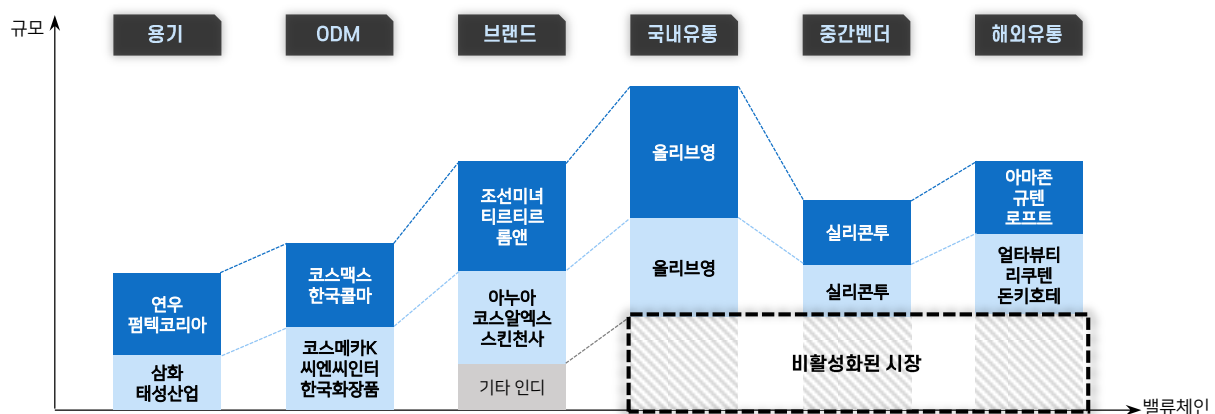 규모
용기
ODM
브랜드
국내유통
중간벤더
해외유통
연우
펌텍코리아
삼화
태성산업
코스맥스
한국콜마
코스메카K
씨엔씨인터
한국화장품
조선미녀
티르티르
롬앤
아누아
코스알엑스
스킨천사
기타 인디
올리브영
올리브영
실리콘투
실리콘투
아마존
규텐
로프트
얼타뷰티
리쿠텐
돈키호테
비활성화된 시장
밸류체인